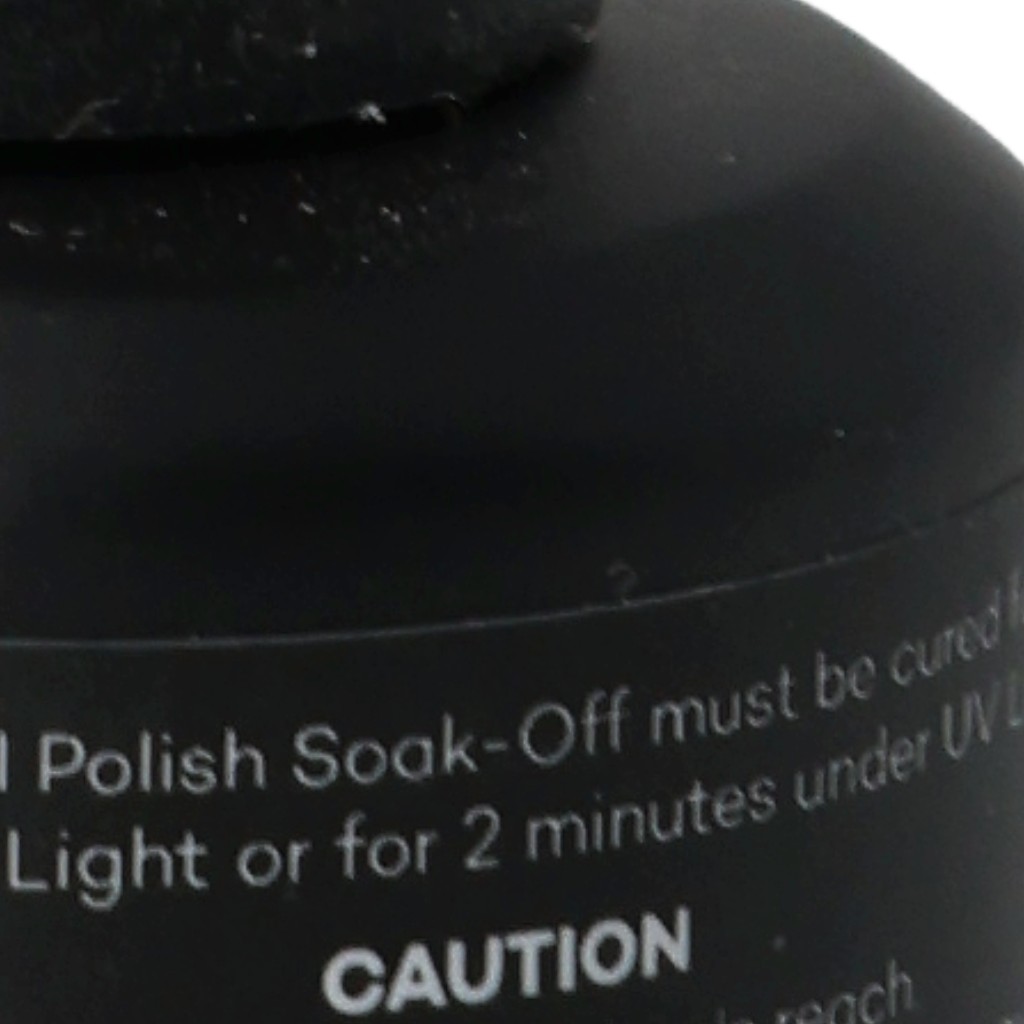 Polish Soak-Off must be cured
Light or for 2 minutes under UV
CAUTION
reach